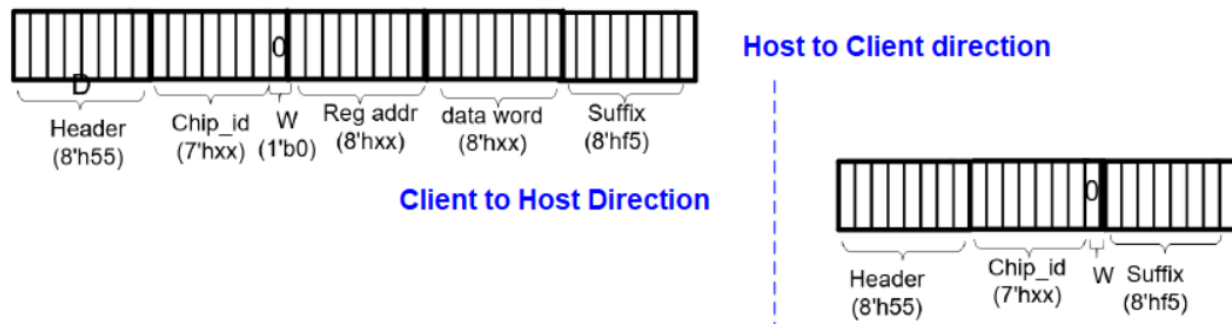 0
Host to Client direction
D
Header
(8'h55)
Chip_id
(7'hxx)
W
(1'b0)
Reg addr
(8'hxx)
data word
(8'hxx)
Suffix
(8'hf5)
Client to Host Direction
0
Header
(8'h55)
Chip_id
(7'hxx)
W
Suffix
(8'hf5)